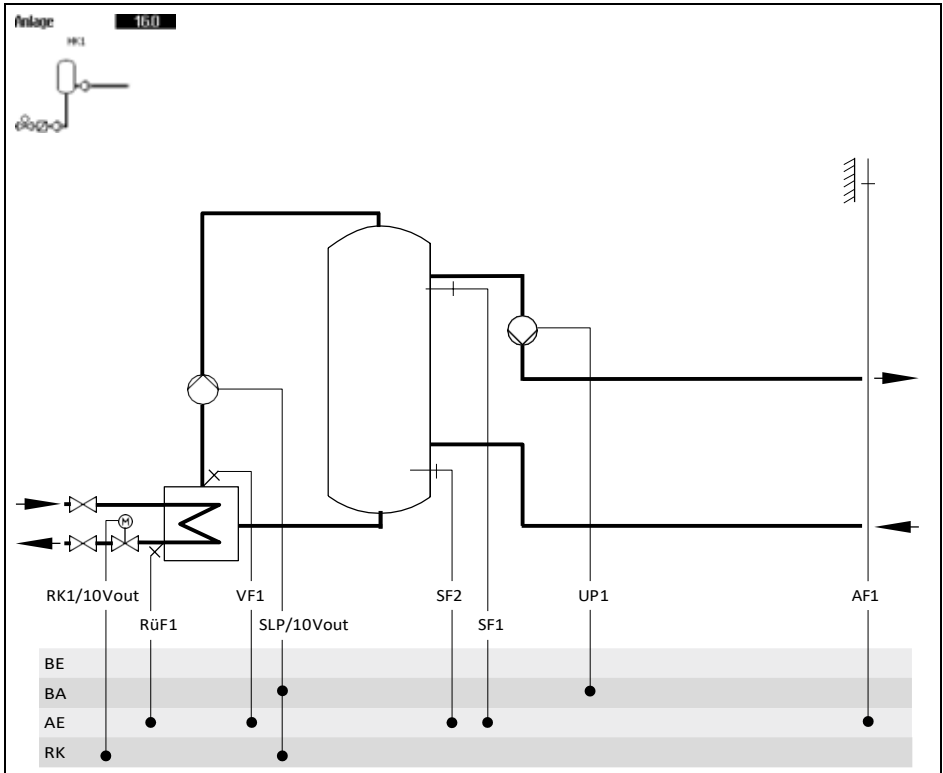 Anlage 16.0
HK1
M
RK1/10Vout VF1 SF2 UP1 AF1
RüF1 SLP/10Vout SF1
BE
BA
AE
RK